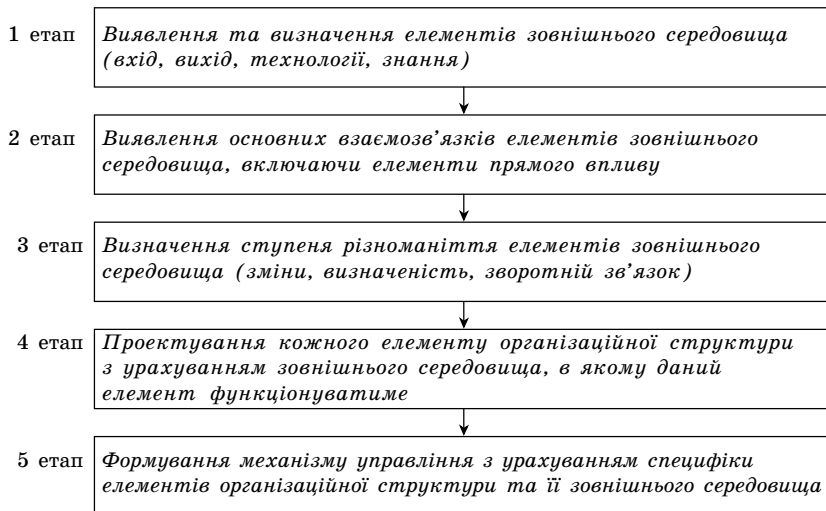 1 етап
Виявлення та визначення елементів зовнішнього середовища
(вхід, вихід, технології, знання)
2 етап
Виявлення основних взаємозв'язків елементів зовнішнього
середовища, включаючи елементи прямого впливу
3 етап
Визначення ступеня різноманіття елементів зовнішнього
середовища (зміни, визначеність, зворотній зв'язок)
4 етап
Проектування кожного елементу організаційної структури
з урахуванням зовнішнього середовища, в якому даний
елемент функціонуватиме
5 етап
Формування механізму управління з урахуванням специфіки
елементів організаційної структури та її зовнішнього середовища